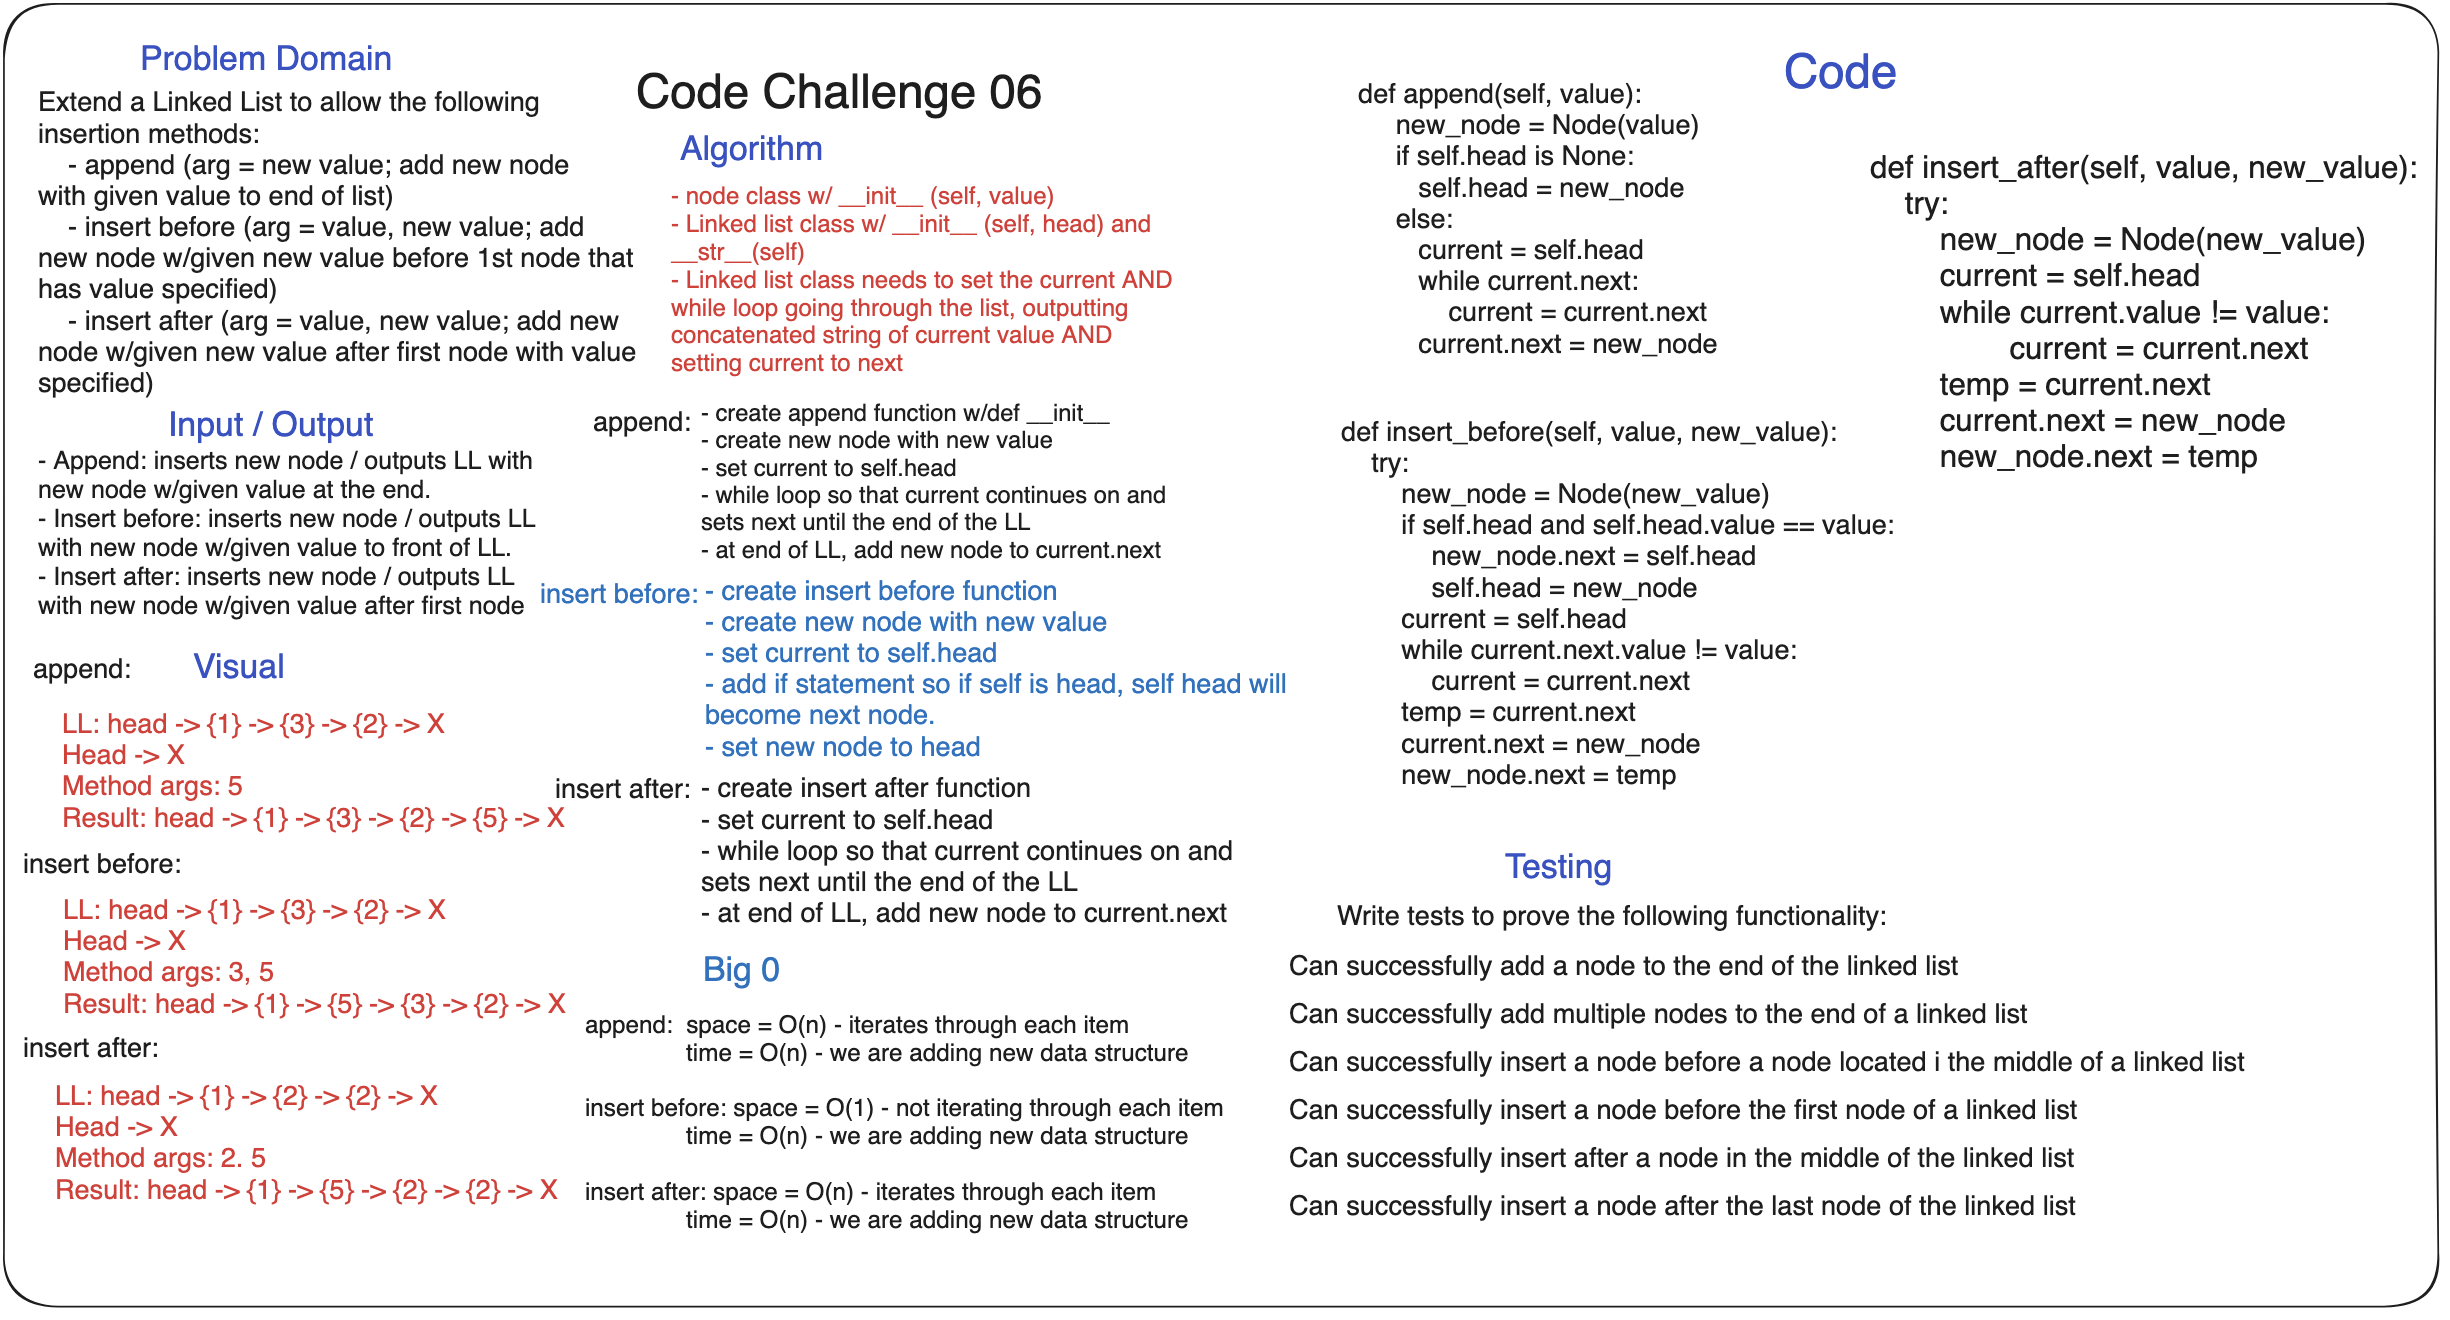 Problem Domain
Extend a Linked List to allow the following
insertion methods:
- append (arg = new value; add new node
with given value to end of list)
- insert before (arg = value, new value; add
new node w/given new value before 1st node that
has value specified)
- insert after (arg = value, new value; add new
node w/given new value after first node with value
specified)
Input / Output
- Append: inserts new node / outputs LL with
new node w/given value at the end.
- Insert before: inserts new node / outputs LL
with new node w/given value to front of LL.
- Insert after: inserts new node / outputs LL
with new node w/given value after first node
Visual
append:
LL: head -> {1} -> {3} -> {2} -> X
Head -> X
Method args: 5
Result: head -> {1} -> {3} -> {2} -> {5} -> X
insert before:
LL: head -> {1} -> {3} -> {2} -> X
Head -> X
Method args: 3, 5
Result: head -> {1} -> {5} -> {3} -> {2} -> X
insert after:
LL: head -> {1} -> {2} -> {2} -> X
Head -> X
Method args: 2. 5
Result: head -> {1} -> {5} -> {2} -> {2} -> X
Code Challenge 06
Algorithm
- node class w/ __init__ (self, value)
- Linked list class w/ __init__ (self, head) and
__str__(self)
- Linked list class needs to set the current AND
while loop going through the list, outputting
concatenated string of current value AND
setting current to next
append:
- create append function w/def __init__
- create new node with new value
- set current to self.head
- while loop so that current continues on and
sets next until the end of the LL
- at end of LL, add new node to current.next
insert before:
- create insert before function
- create new node with new value
- set current to self.head
- add if statement so if self is head, self head will
become next node.
- set new node to head
insert after:
- create insert after function
- set current to self.head
- while loop so that current continues on and
sets next until the end of the LL
- at end of LL, add new node to current.next
Big 0
append: space = O(n) - iterates through each item
time = O(n) - we are adding new data structure
insert before: space = O(1) - not iterating through each item
time = O(n) - we are adding new data structure
insert after: space = O(n) - iterates through each item
time = O(n) - we are adding new data structure
Code
def append(self, value):
new_node = Node(value)
if self.head is None:
self.head = new_node
else:
current = self.head
while current.next:
current = current.next
current.next = new_node
def insert_before(self, value, new_value):
try:
new_node = Node(new_value)
if self.head and self.head.value == value:
new_node.next = self.head
self.head = new_node
current = self.head
while current.next.value != value:
current = current.next
temp = current.next
current.next = new_node
new_node.next = temp
def insert_after(self, value, new_value):
try:
new_node = Node(new_value)
current = self.head
while current.value != value:
current = current.next
temp = current.next
current.next = new_node
new_node.next = temp
Testing
Write tests to prove the following functionality:
Can successfully add a node to the end of the linked list
Can successfully add multiple nodes to the end of a linked list
Can successfully insert a node before a node located i the middle of a linked list
Can successfully insert a node before the first node of a linked list
Can successfully insert after a node in the middle of the linked list
Can successfully insert a node after the last node of the linked list